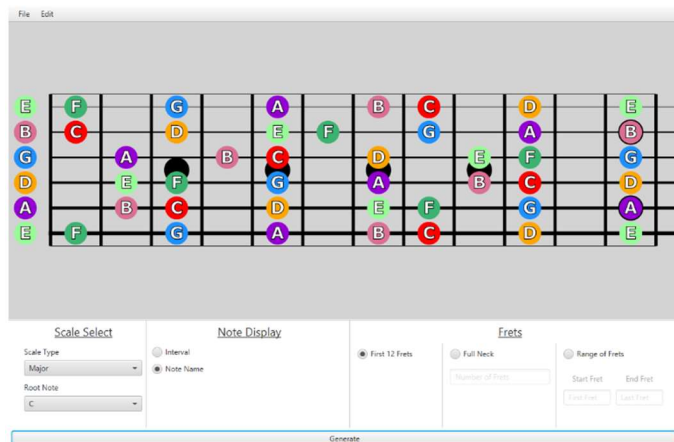 File Edit
E F G A B C D E
B C D E F G A B
G A B C D E F G
D E F G A B C D
A B C D E F G A
E F G A B C D E
Scale Select
Note Display
Frets
Scale Type
Interval
First 12 Frets
Full Neck
Range of Frets
Major
Note Name
Number of Frets
Start Fret
End Fret
Root Note
First Fret
Last Fret
C
Generate